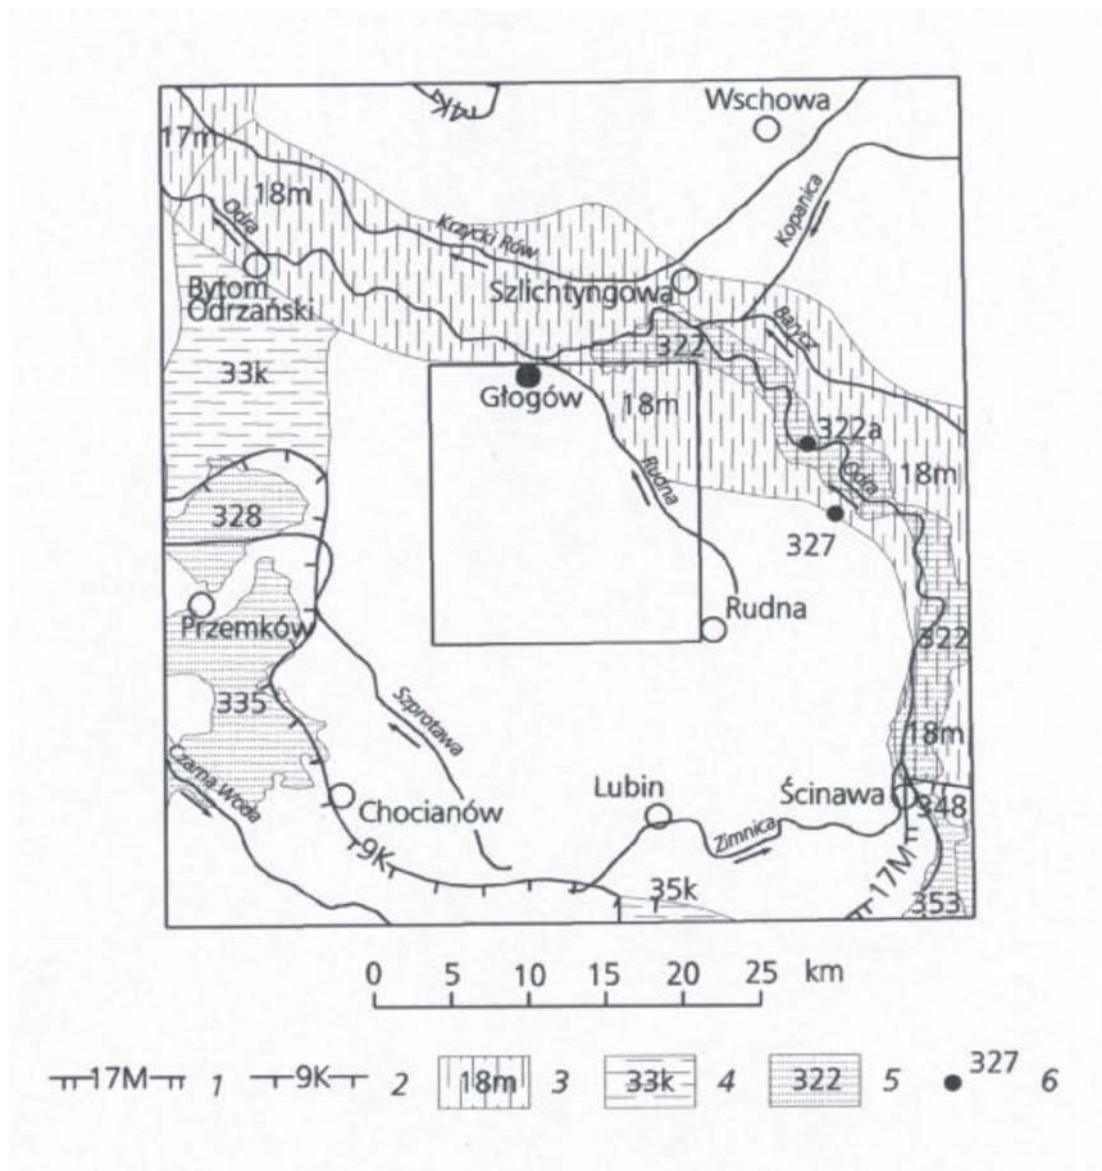 14K
Wschowa
17m
18m
Odra
Krzycki Rów
Kopanica
Bytom
Odrzański
Szlichtyngowa
Barycz
322
33k
Głogów
18m
322a
Rudna
Odra
18m
328
327
Rudna
Przemków
322
335
Szprotawa
18m
Czarna Woda
Lubin
Ścinawa
348
Chocianów
Zimnica
9K
17M
35k
353
0 5 10 15 20 25 km
17M 1 9K 2 18m 3 33k 4 322 5 327 6